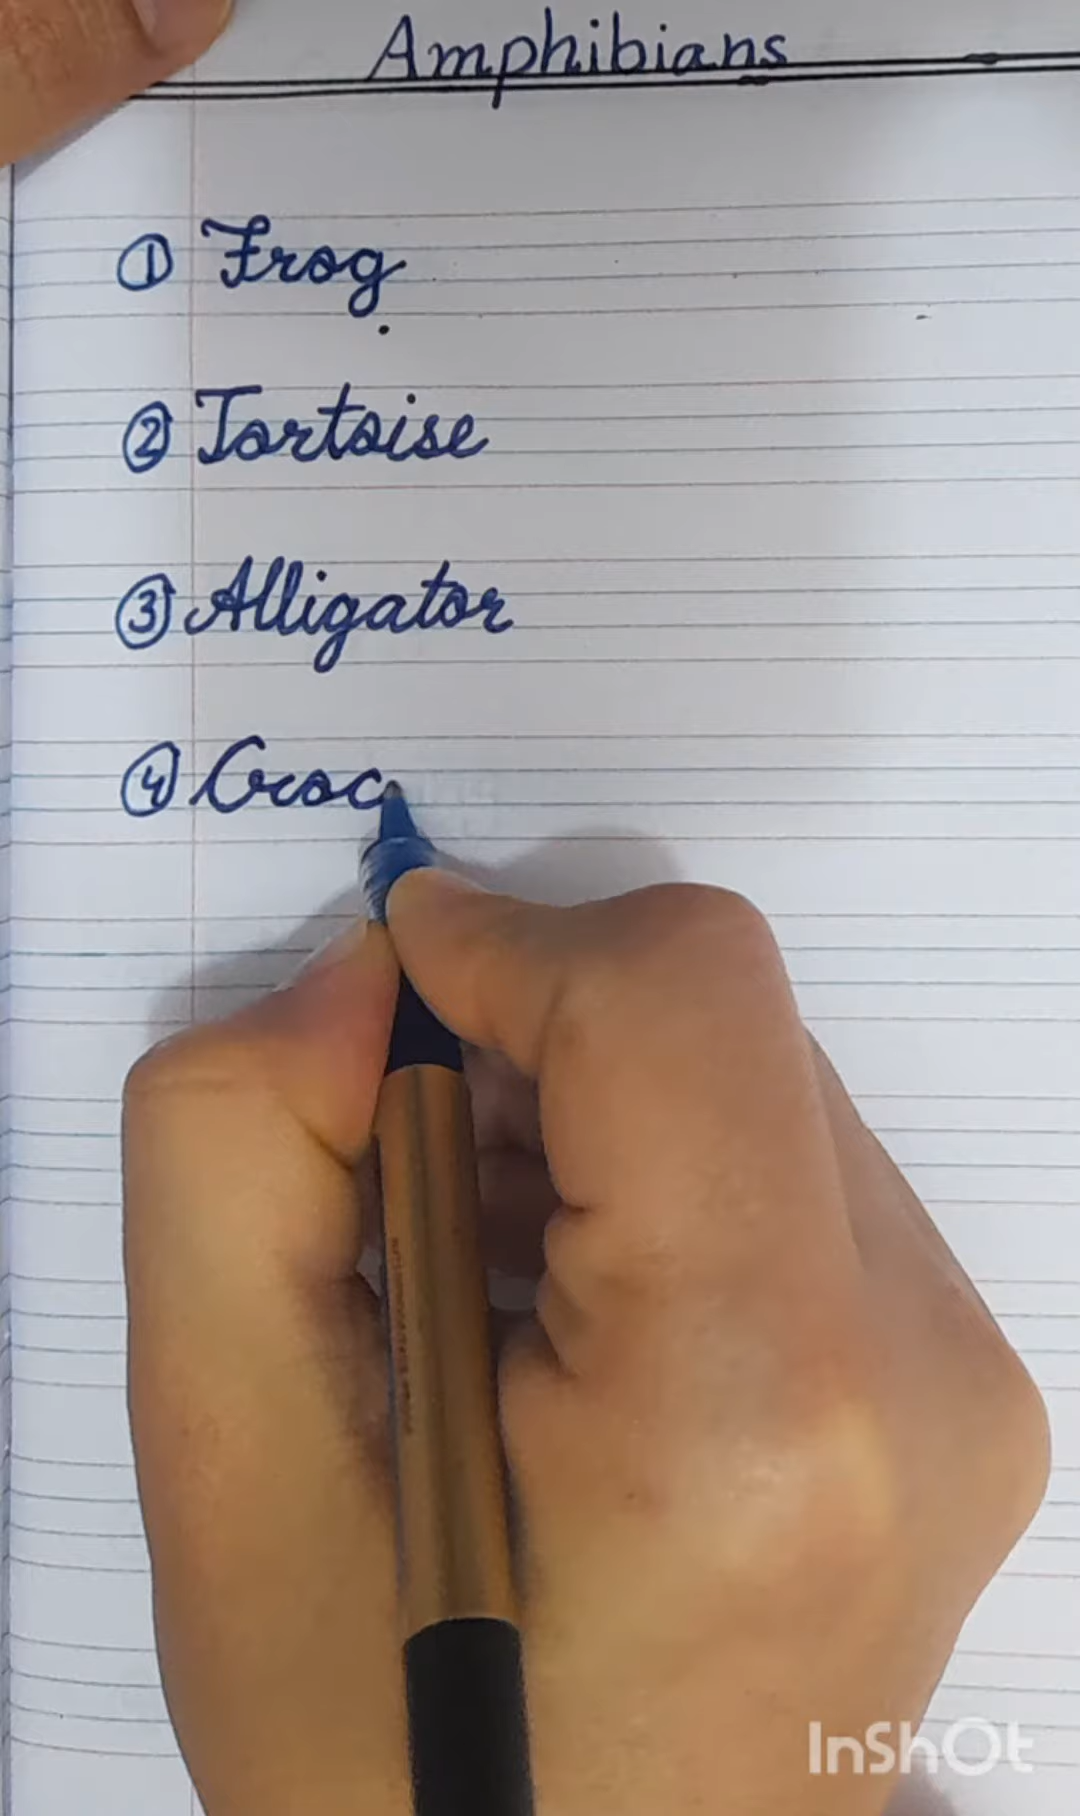 Amphibians
① Frog
② Tortoise
③ Alligator
④ Croc
InShOt